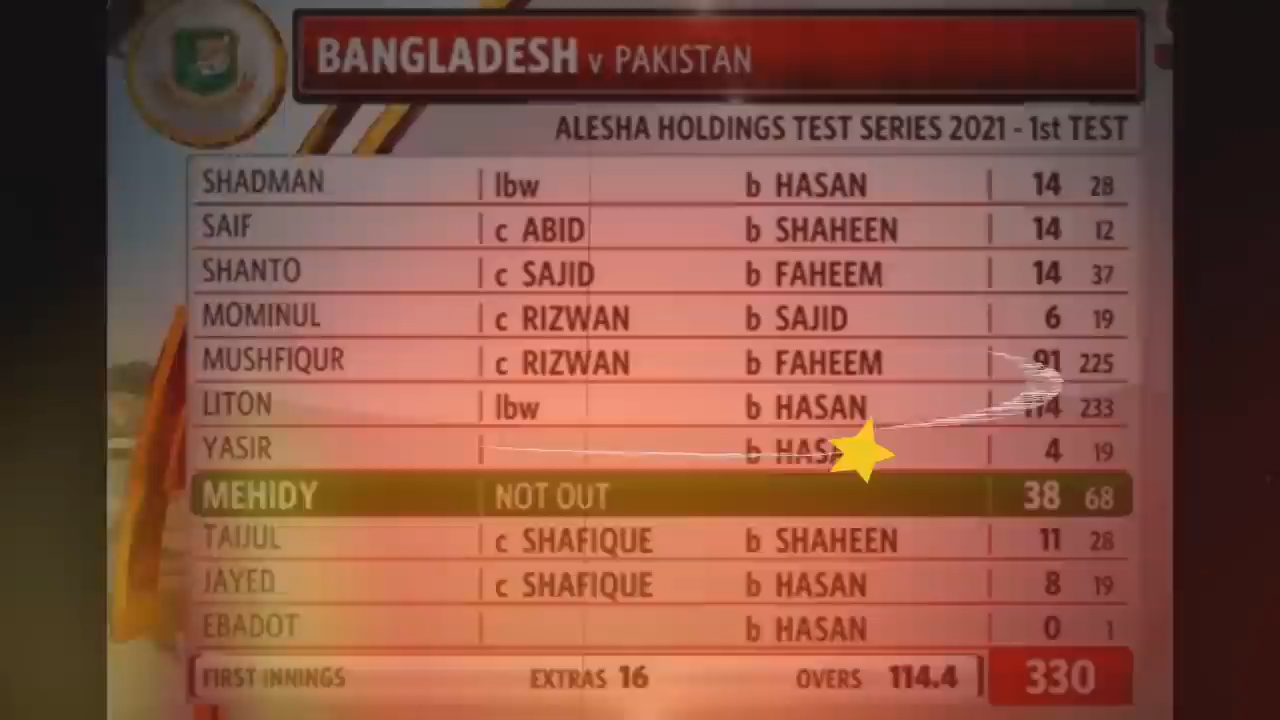 BANGLADESH v PAKISTAN
ALESHA HOLDINGS TEST SERIES 2021 - 1st TEST
SHADMAN lbw b HASAN 14 28
SAIF c ABID b SHAHEEN 14 12
SHANTO c SAJID b FAHEEM 14 37
MOMINUL c RIZWAN b SAJID 6 19
MUSHFIQUR c RIZWAN b FAHEEM 91 225
LITON lbw b HASAN 114 233
YASIR b 4 19
MEHIDY NOT OUT 38 68
TAIJUL c SHAFIQUE b SHAHEEN 11 28
JAYED c SHAFIQUE b HASAN 8 19
EBADOT b HASAN 0 1
FIRST INNINGS EXTRAS 16 OVERS 114.4 330